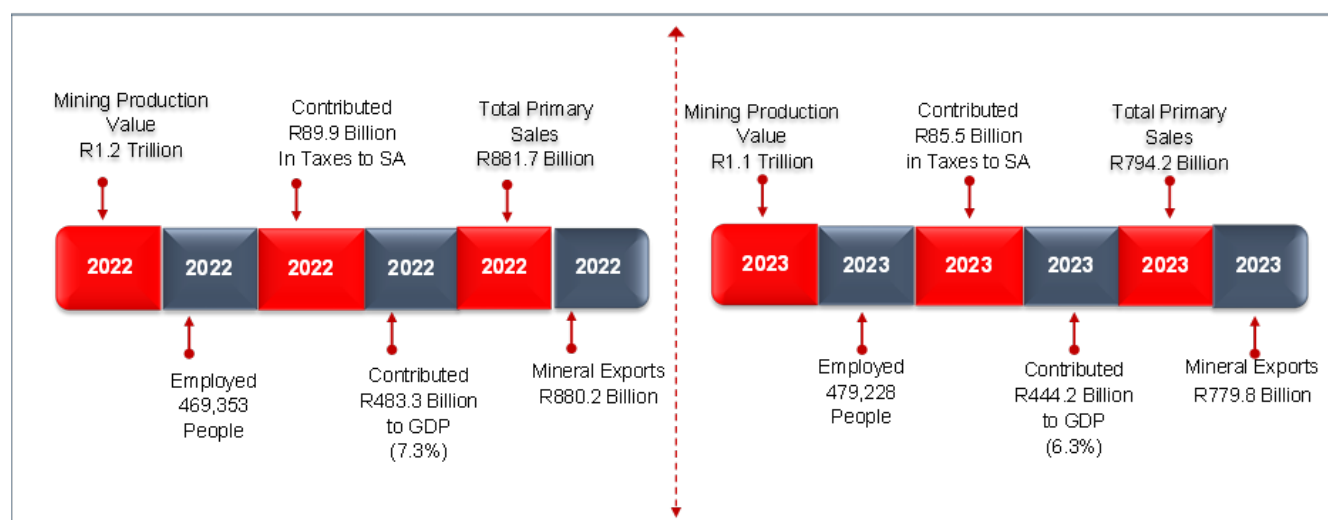 Mining Production
Value
R1.2 Trillion
Contributed
R89.9 Billion
In Taxes to SA
Total Primary
Sales
R881.7 Billion
2022
2022
2022
2022
2022
2022
Employed
469,353
People
Contributed
R483.3 Billion
to GDP
(7.3%)
Mineral Exports
R880.2 Billion
Mining Production
Value
R1.1 Trillion
Contributed
R85.5 Billion
in Taxes to SA
Total Primary
Sales
R794.2 Billion
2023
2023
2023
2023
2023
2023
Employed
479,228
People
Contributed
R444.2 Billion
to GDP
(6.3%)
Mineral Exports
R779.8 Billion